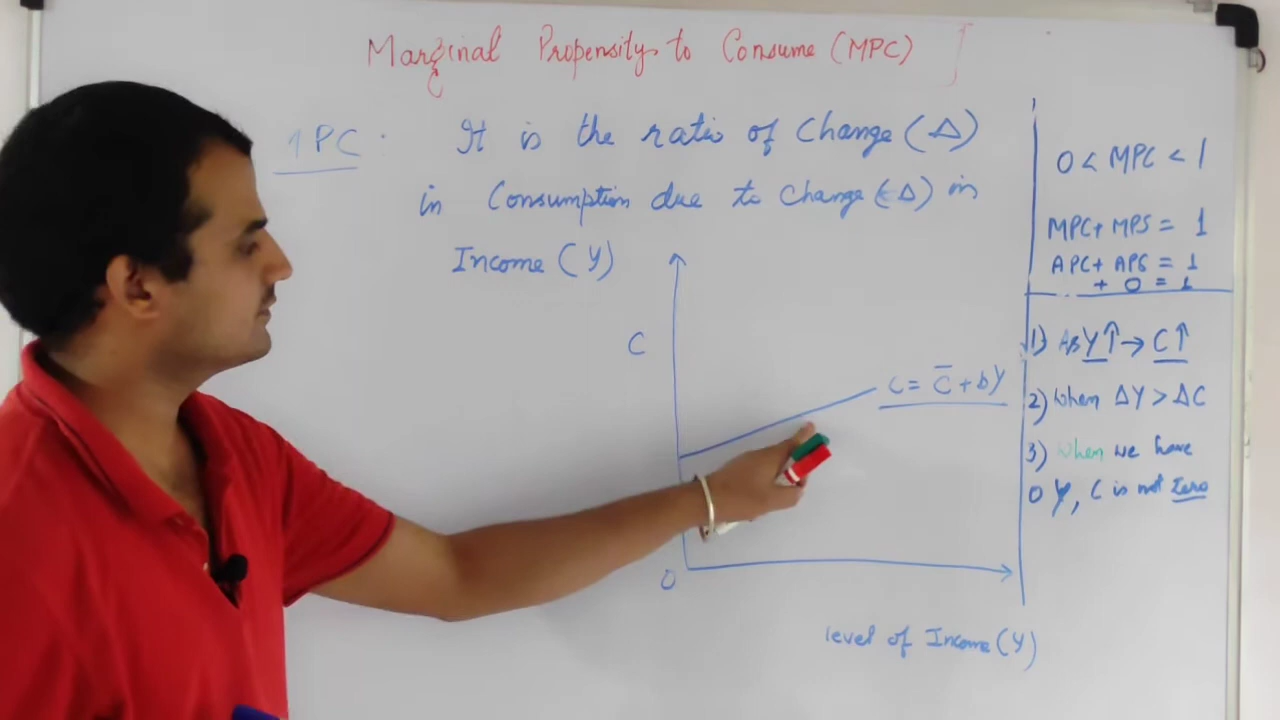 Marginal Propensity to Consume (MPC)
MPC : It is the ratio of Change (Δ)
in Consumption due to Change (Δ) in
Income (Y)
C
C = C̅ + bY
O
level of Income (Y)
0 < MPC < 1
MPC + MPS = 1
APC + APS = 1
+ 0 = 1
1) As Y↑ → C↑
2) When ΔY > ΔC
3) When we have
0 Y, C is not Zero